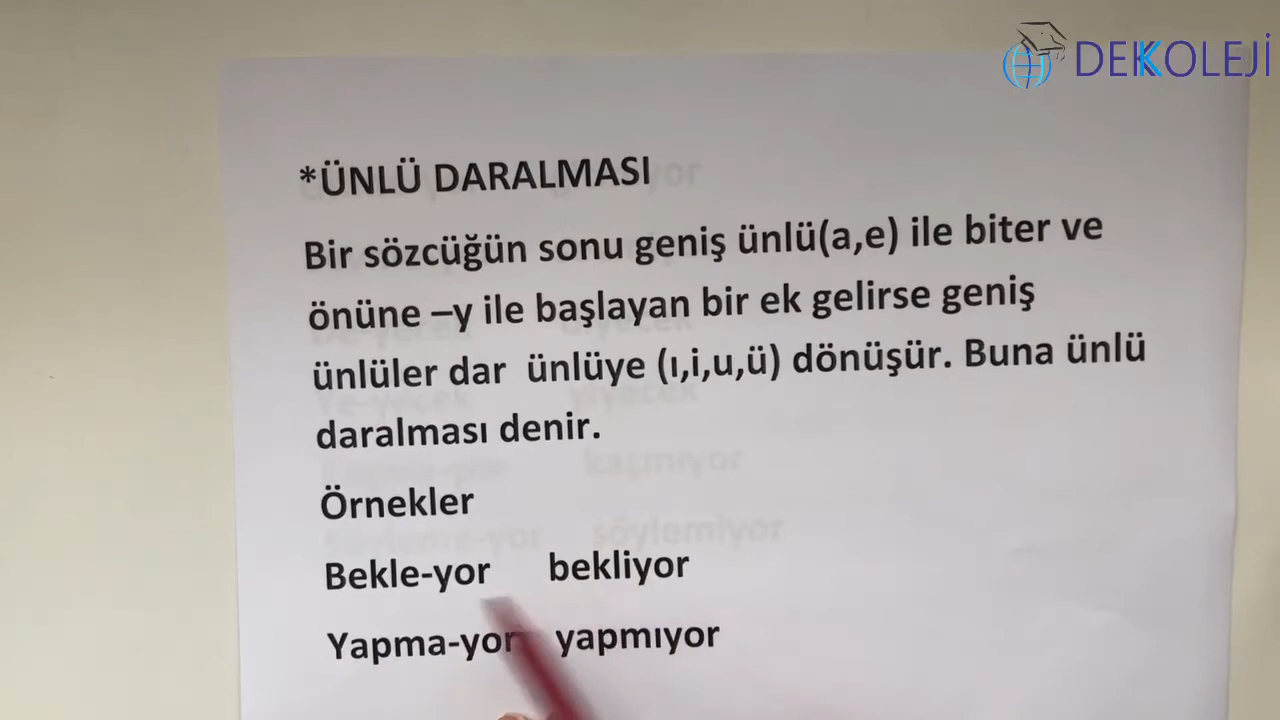 DEKKOLEJİ
*ÜNLÜ DARALMASI
Bir sözcüğün sonu geniş ünlü(a,e) ile biter ve
önüne –y ile başlayan bir ek gelirse geniş
ünlüler dar ünlüye (ı,i,u,ü) dönüşür. Buna ünlü
daralması denir.
Örnekler
Bekle-yor bekliyor
Yapma-yor yapmıyor